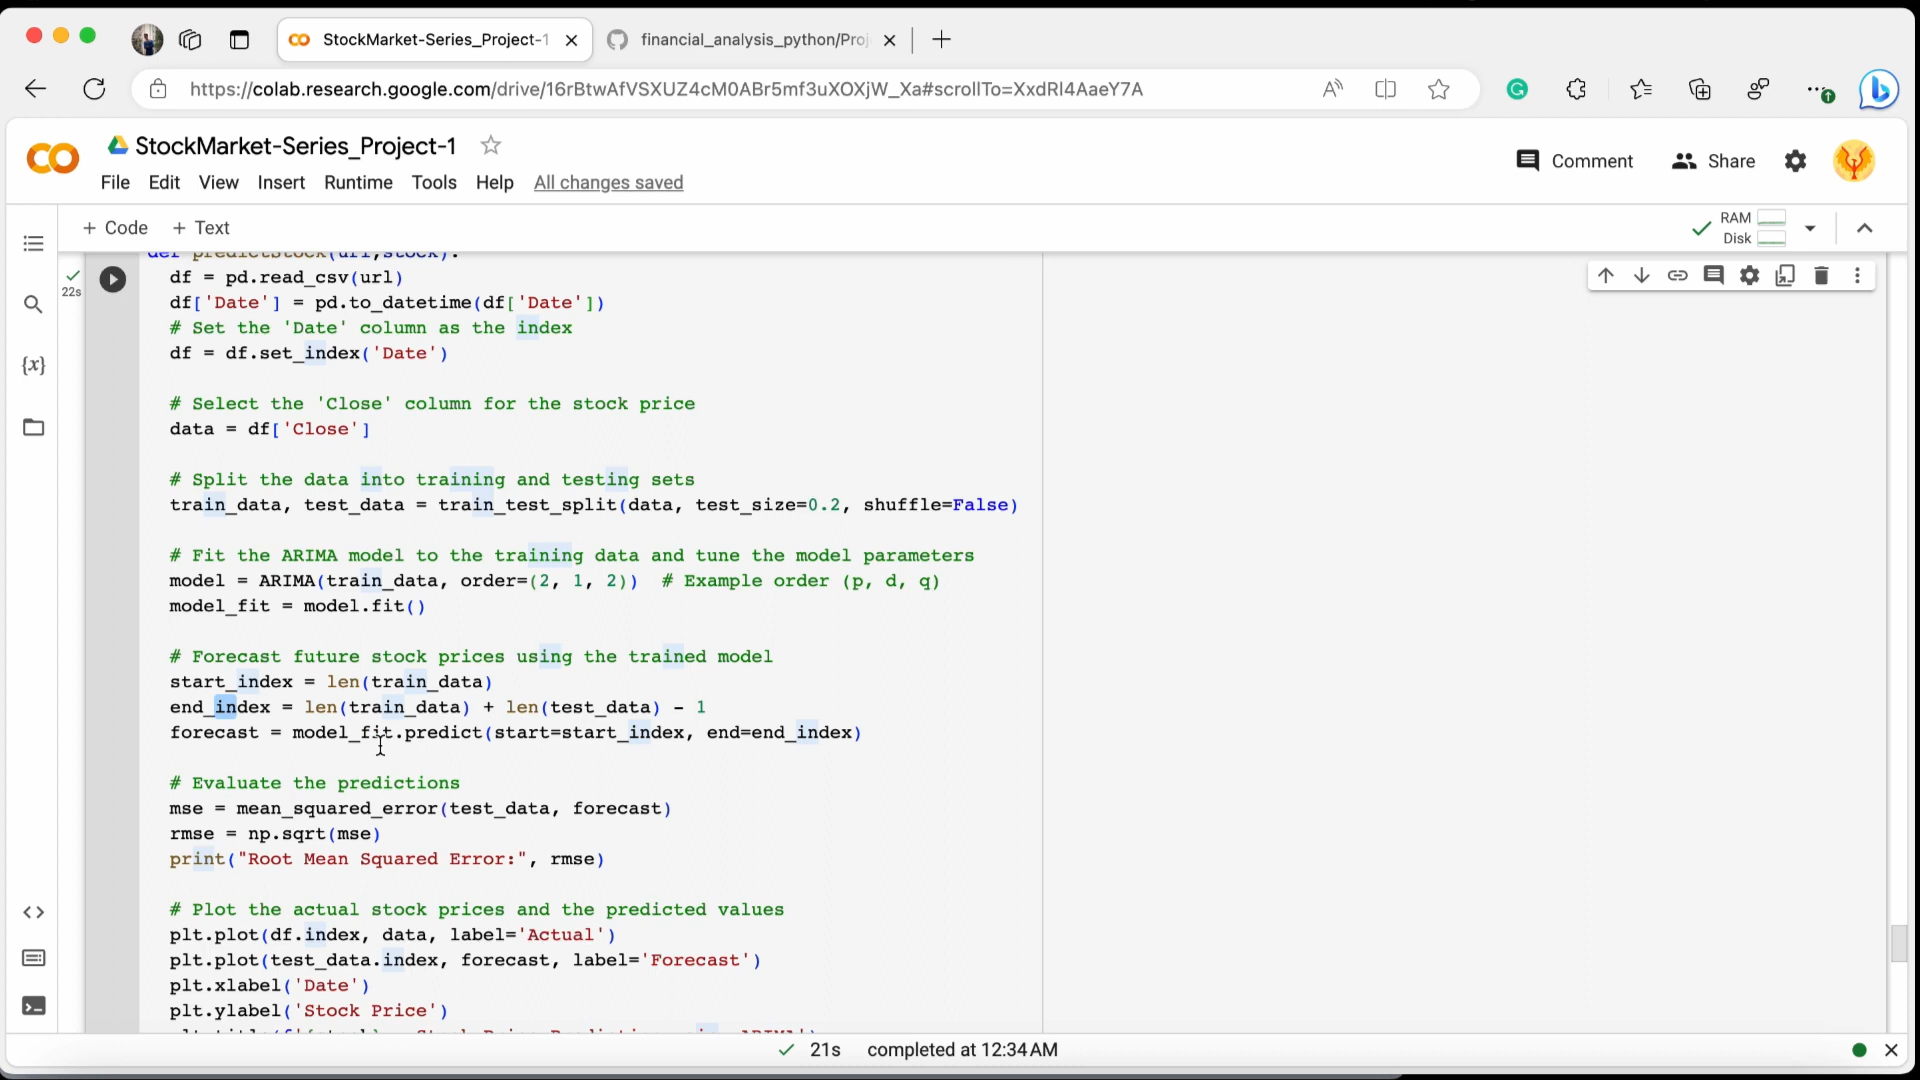 StockMarket-Series_Project-1
financial_analysis_python/Proj
https://colab.research.google.com/drive/16rBtwAfVSXUZ4cM0ABr5mf3uXOXjW_Xa#scrollTo=XxdRl4AaeY7A
StockMarket-Series_Project-1
Comment
Share
File Edit View Insert Runtime Tools Help All changes saved
+ Code + Text
RAM
Disk
def predictStock(url,stock):
22s
df = pd.read_csv(url)
df['Date'] = pd.to_datetime(df['Date'])
# Set the 'Date' column as the index
df = df.set_index('Date')
# Select the 'Close' column for the stock price
data = df['Close']
# Split the data into training and testing sets
train_data, test_data = train_test_split(data, test_size=0.2, shuffle=False)
# Fit the ARIMA model to the training data and tune the model parameters
model = ARIMA(train_data, order=(2, 1, 2))  # Example order (p, d, q)
model_fit = model.fit()
# Forecast future stock prices using the trained model
start_index = len(train_data)
end_index = len(train_data) + len(test_data) - 1
forecast = model_fit.predict(start=start_index, end=end_index)
# Evaluate the predictions
mse = mean_squared_error(test_data, forecast)
rmse = np.sqrt(mse)
print("Root Mean Squared Error:", rmse)
# Plot the actual stock prices and the predicted values
plt.plot(df.index, data, label='Actual')
plt.plot(test_data.index, forecast, label='Forecast')
plt.xlabel('Date')
plt.ylabel('Stock Price')
21s completed at 12:34 AM